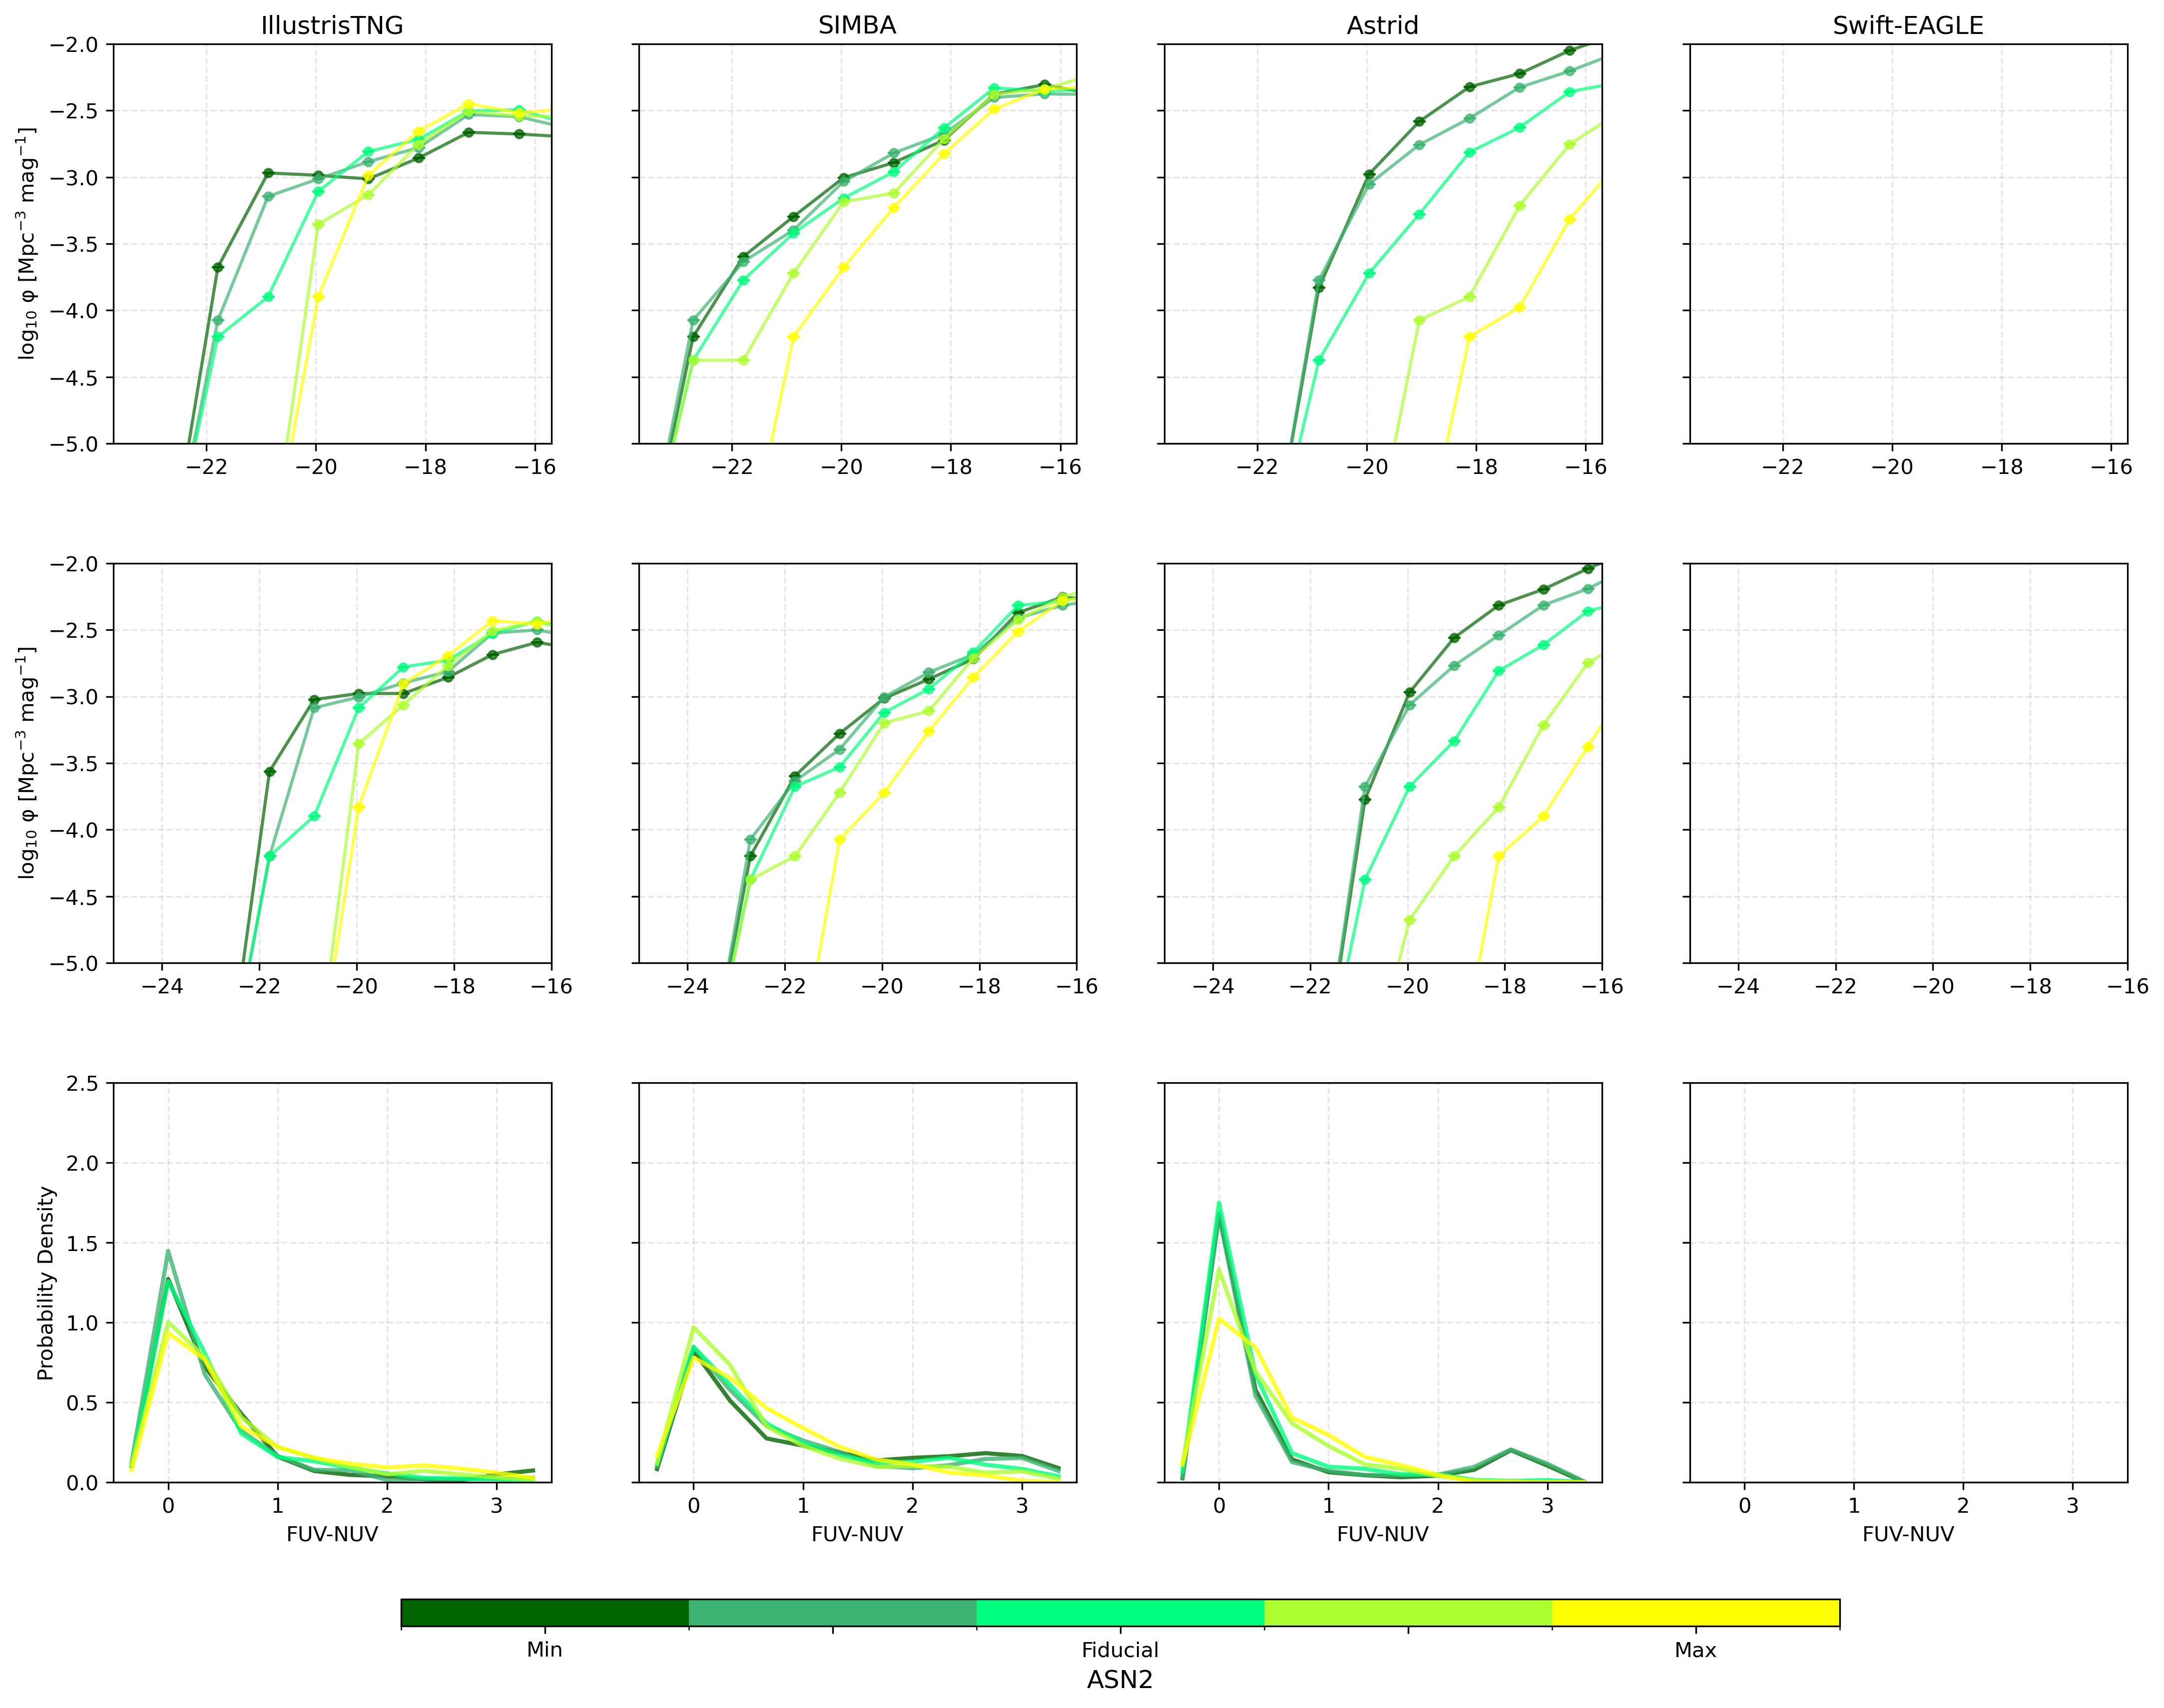 IllustrisTNG SIMBA Astrid Swift-EAGLE
−2.0
−2.5
−3.0
−3.5
−4.0
−4.5
−5.0
log₁₀ φ [Mpc⁻³ mag⁻¹]
−22 −20 −18 −16 −22 −20 −18 −16 −22 −20 −18 −16 −22 −20 −18 −16
−2.0
−2.5
−3.0
−3.5
−4.0
−4.5
−5.0
log₁₀ φ [Mpc⁻³ mag⁻¹]
−24 −22 −20 −18 −16 −24 −22 −20 −18 −16 −24 −22 −20 −18 −16 −24 −22 −20 −18 −16
2.5
2.0
1.5
1.0
0.5
0.0
Probability Density
0 1 2 3 0 1 2 3 0 1 2 3 0 1 2 3
FUV-NUV FUV-NUV FUV-NUV FUV-NUV
Min Fiducial Max
ASN2